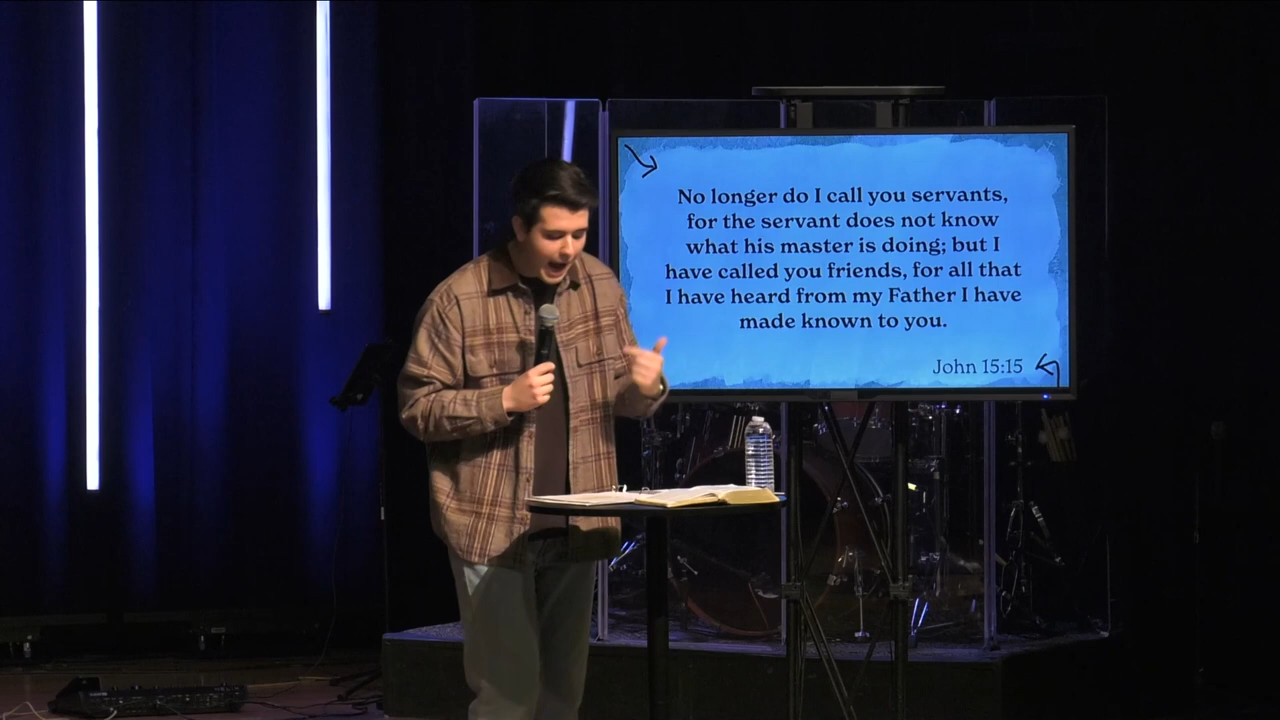 No longer do I call you servants,
for the servant does not know
what his master is doing; but I
have called you friends, for all that
I have heard from my Father I have
made known to you.
John 15:15